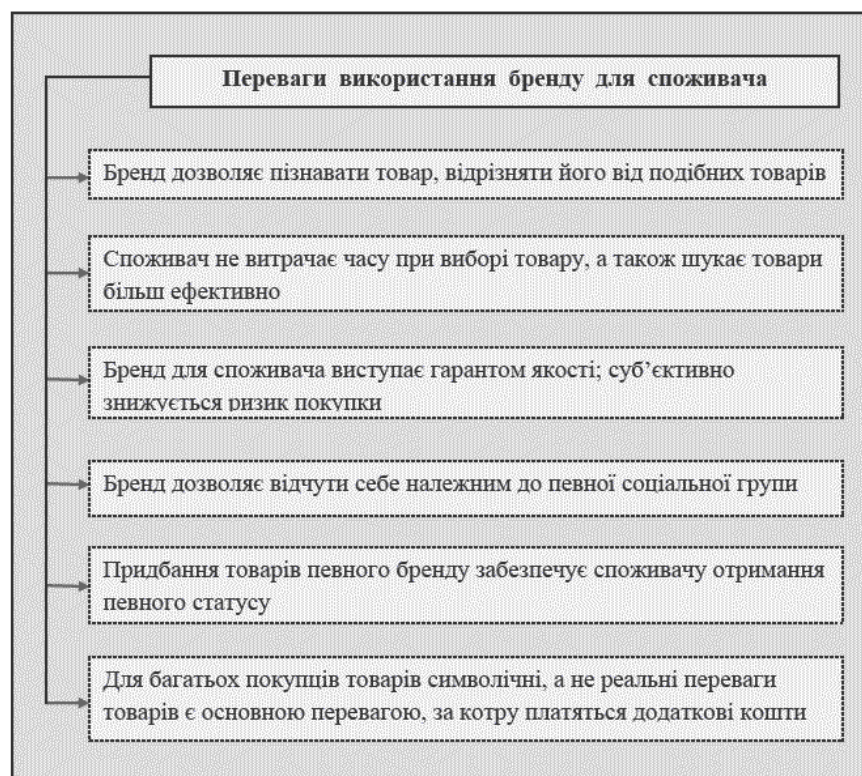 Переваги використання бренду для споживача
Бренд дозволяє пізнавати товар, відрізняти його від подібних товарів
Споживач не витрачає часу при виборі товару, а також шукає товари
більш ефективно
Бренд для споживача виступає гарантом якості; суб’єктивно
знижується ризик покупки
Бренд дозволяє відчути себе належним до певної соціальної групи
Придбання товарів певного бренду забезпечує споживачу отримання
певного статусу
Для багатьох покупців товарів символічні, а не реальні переваги
товарів є основною перевагою, за котру платяться додаткові кошти